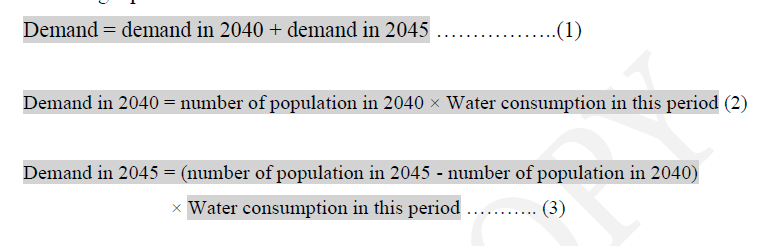 Demand = demand in 2040 + demand in 2045 ……………..(1)
Demand in 2040 = number of population in 2040 × Water consumption in this period (2)
Demand in 2045 = (number of population in 2045 - number of population in 2040)
× Water consumption in this period ……….. (3)
OPY